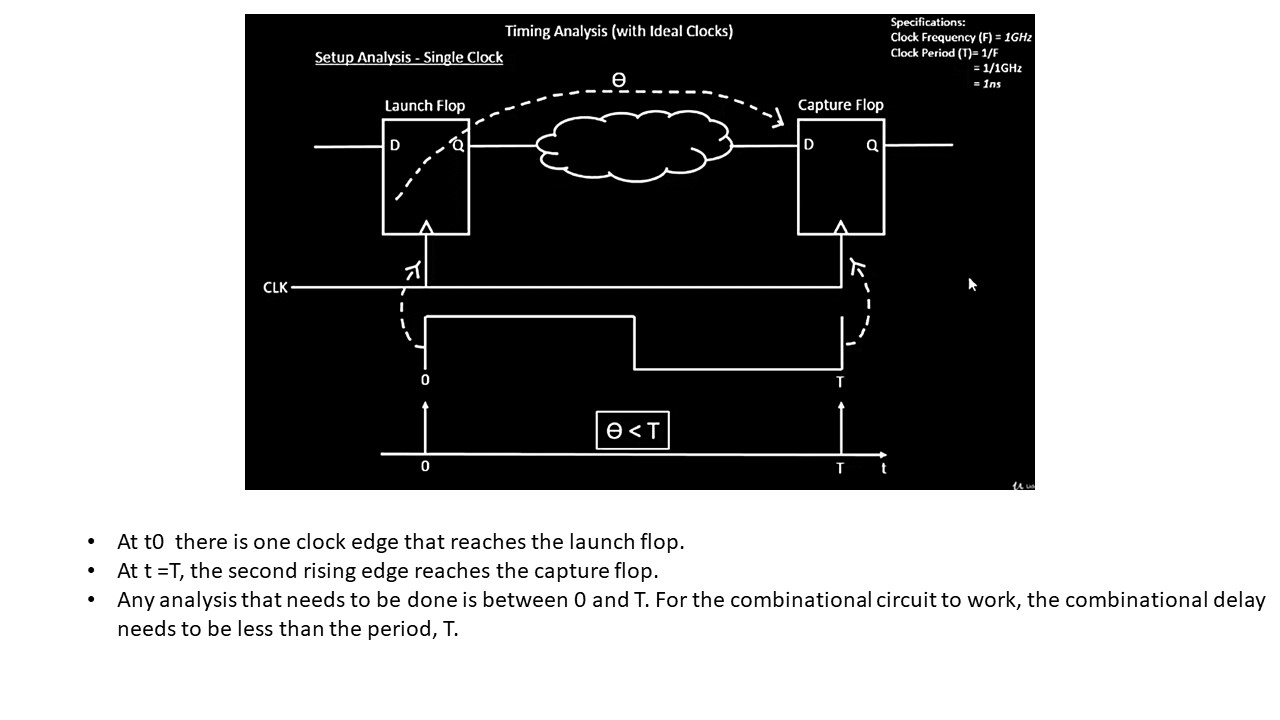 Timing Analysis (with Ideal Clocks)
Specifications:
Clock Frequency (F) = 1GHz
Clock Period (T)= 1/F
= 1/1GHz
= 1ns
Setup Analysis - Single Clock
Ɵ
Launch Flop
Capture Flop
D
Q
D
Q
CLK
0
T
Ɵ < T
0
T
t
• At t0  there is one clock edge that reaches the launch flop.
• At t =T, the second rising edge reaches the capture flop.
• Any analysis that needs to be done is between 0 and T. For the combinational circuit to work, the combinational delay
needs to be less than the period, T.